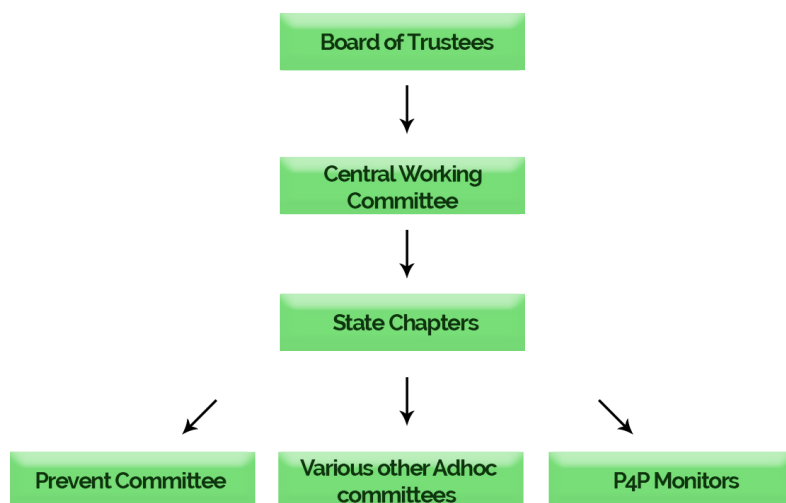 Board of Trustees
Central Working
Committee
State Chapters
Prevent Committee
Various other Adhoc
committees
P4P Monitors